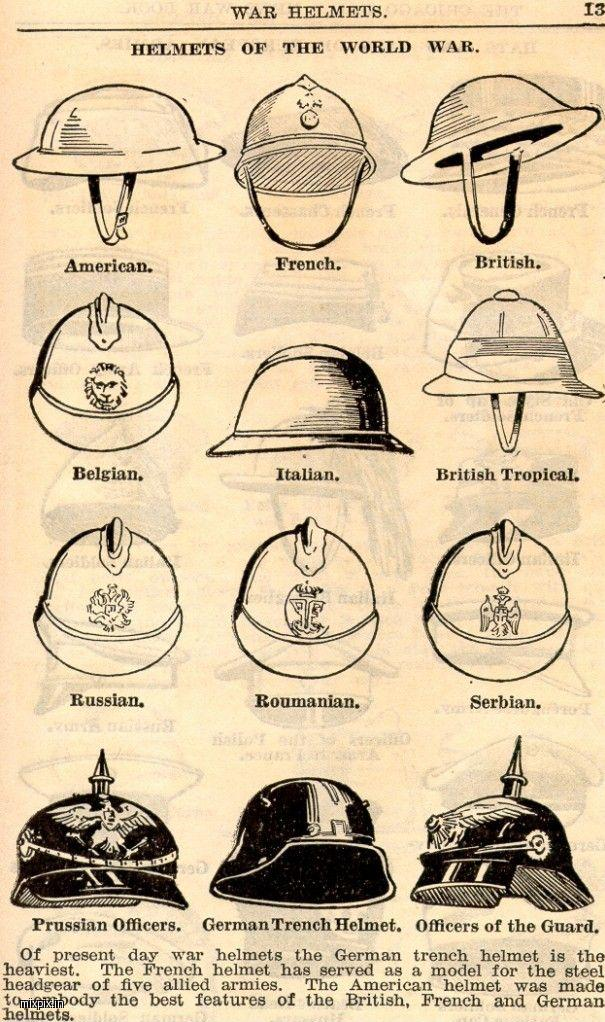 WAR HELMETS. 13
HELMETS OF THE WORLD WAR.
American. French. British.
Belgian. Italian. British Tropical.
Russian. Roumanian. Serbian.
Prussian Officers. German Trench Helmet. Officers of the Guard.
Of present day war helmets the German trench helmet is the
heaviest. The French helmet has served as a model for the steel
headgear of five allied armies. The American helmet was made
to embody the best features of the British, French and German
helmets.
mixpix.in